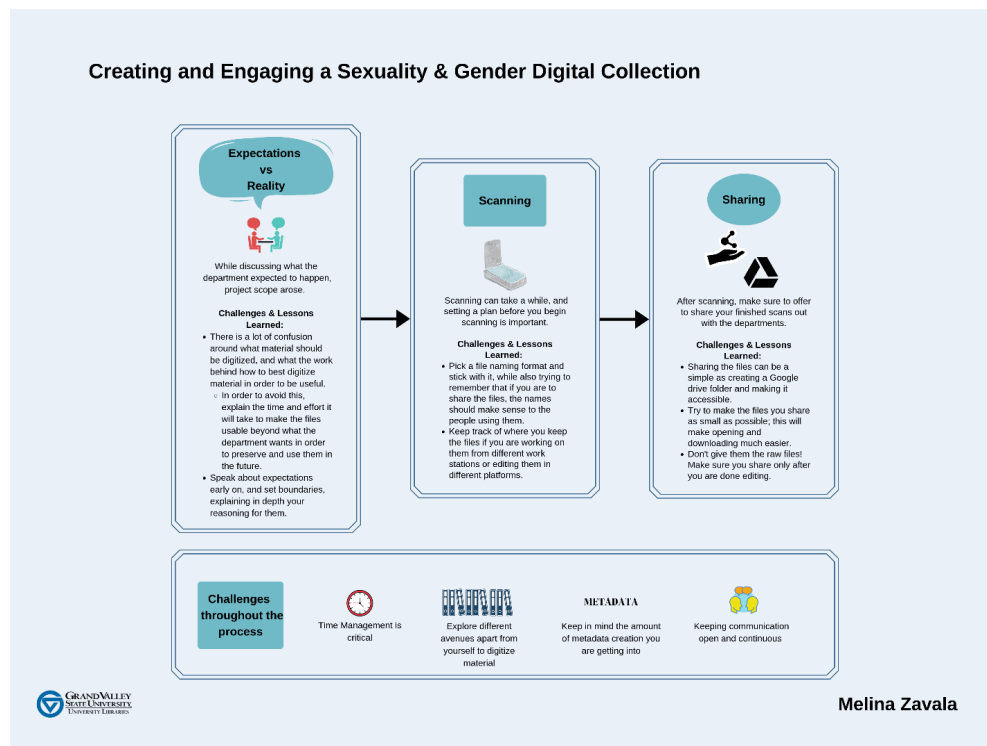 Creating and Engaging a Sexuality & Gender Digital Collection
Expectations
vs
Reality
While discussing what the
department expected to happen,
project scope arose.
Challenges & Lessons
Learned:
• There is a lot of confusion
around what material should
be digitized, and what the work
behind how to best digitize
material in order to be useful.
○ In order to avoid this,
explain the time and effort it
will take to make the files
usable beyond what the
department wants in order
to preserve and use them in
the future.
• Speak about expectations
early on, and set boundaries,
explaining in depth your
reasoning for them.
Scanning
Scanning can take a while, and
setting a plan before you begin
scanning is important.
Challenges & Lessons
Learned:
• Pick a file naming format and
stick with it, while also trying to
remember that if you are to
share the files, the names
should make sense to the
people using them.
• Keep track of where you keep
the files if you are working on
them from different work
stations or editing them in
different platforms.
Sharing
After scanning, make sure to offer
to share your finished scans out
with the departments.
Challenges & Lessons
Learned:
• Sharing the files can be a
simple as creating a Google
drive folder and making it
accessible.
• Try to make the files you share
as small as possible; this will
make opening and
downloading much easier.
• Don't give them the raw files!
Make sure you share only after
you are done editing.
Challenges
throughout the
process
Time Management is
critical
Explore different
avenues apart from
yourself to digitize
material
METADATA
Keep in mind the amount
of metadata creation you
are getting into
Keeping communication
open and continuous
GRAND VALLEY
STATE UNIVERSITY
UNIVERSITY LIBRARIES
Melina Zavala